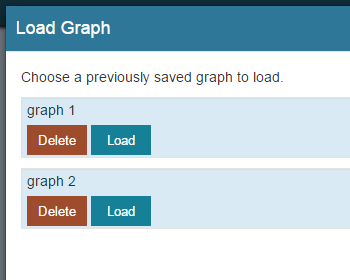 Load Graph
Choose a previously saved graph to load.
graph 1
Delete Load
graph 2
Delete Load